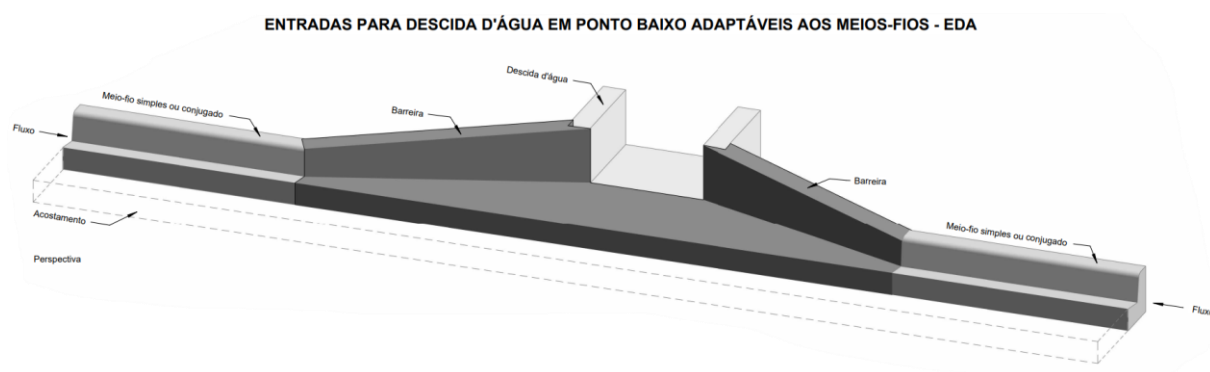 ENTRADAS PARA DESCIDA D'ÁGUA EM PONTO BAIXO ADAPTÁVEIS AOS MEIOS-FIOS - EDA
Descida d'água
Meio-fio simples ou conjugado
Barreira
Fluxo
Barreira
Acostamento
Meio-fio simples ou conjugado
Perspectiva
Fluxo